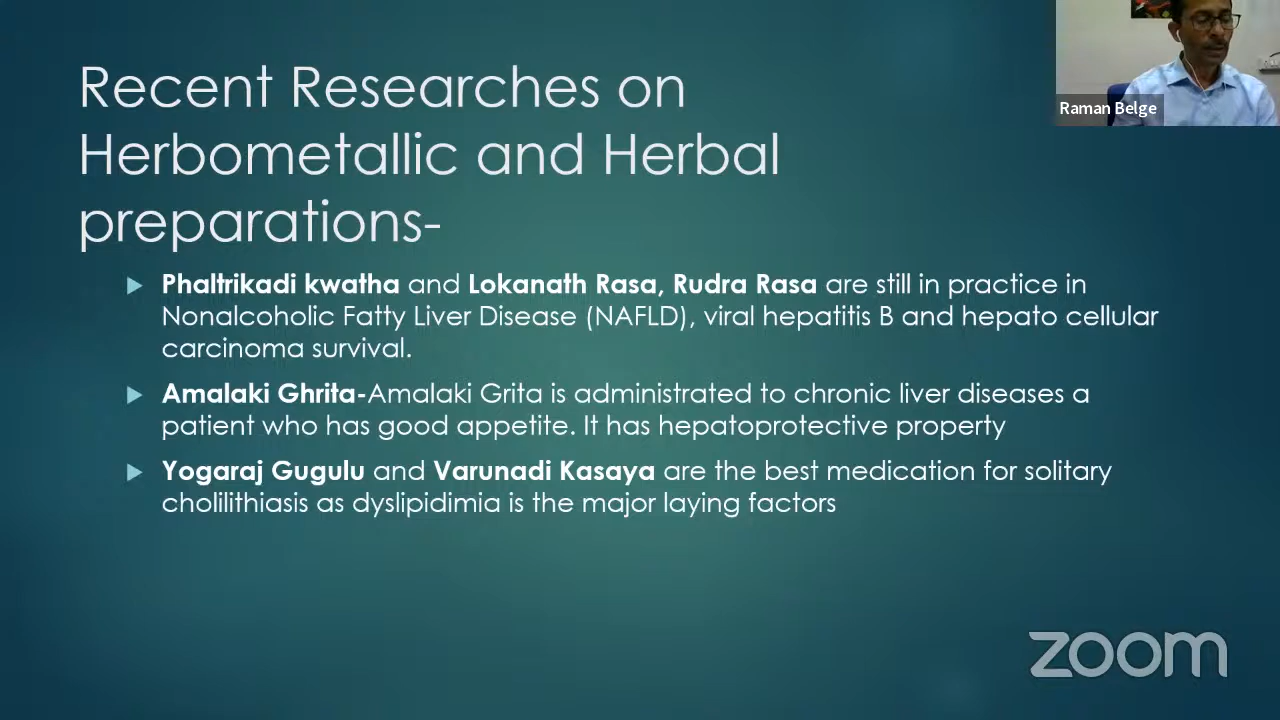 Recent Researches on
Herbometallic and Herbal
preparations-
Raman Belge
Phaltrikadi kwatha and Lokanath Rasa, Rudra Rasa are still in practice in
Nonalcoholic Fatty Liver Disease (NAFLD), viral hepatitis B and hepato cellular
carcinoma survival.
Amalaki Ghrita-Amalaki Grita is administrated to chronic liver diseases a
patient who has good appetite. It has hepatoprotective property
Yogaraj Gugulu and Varunadi Kasaya are the best medication for solitary
cholilithiasis as dyslipidimia is the major laying factors
zoom